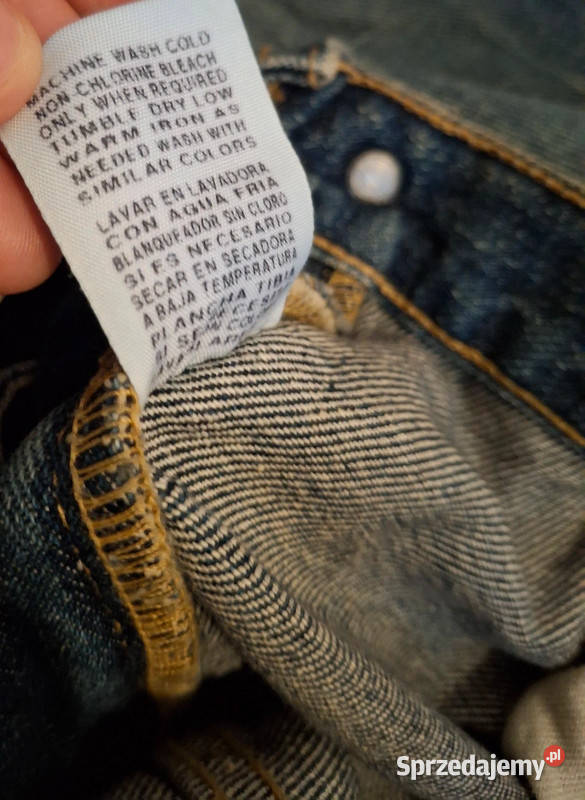 MACHINE WASH COLD
NON-CHLORINE BLEACH
ONLY WHEN REQUIRED
TUMBLE DRY LOW
WARM IRON AS
NEEDED WASH WITH
SIMILAR COLORS
LAVAR EN LAVADORA
CON AGUA FRIA
BLANQUEADOR SIN CLORO
SI ES NECESARIO
SECAR EN SECADORA
A BAJA TEMPERATURA
PLANCHA TIBIA
Sprzedajemy.pl